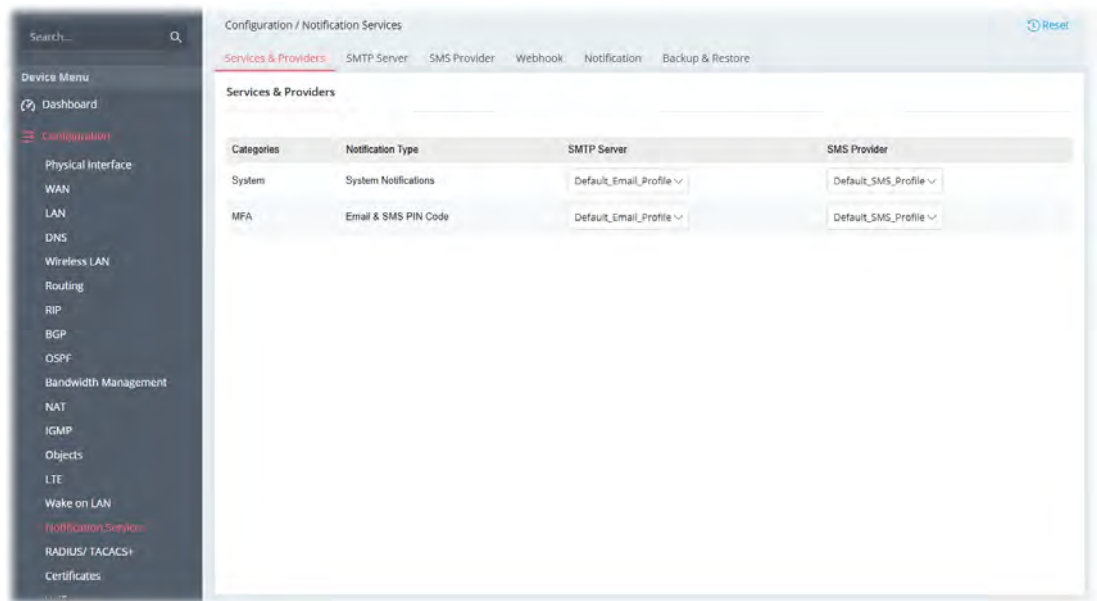 Search...
Device Menu
Dashboard
Configuration
Physical Interface
WAN
LAN
DNS
Wireless LAN
Routing
RIP
BGP
OSPF
Bandwidth Management
NAT
IGMP
Objects
LTE
Wake on LAN
Notification Services
RADIUS/ TACACS+
Certificates
Configuration / Notification Services
Reset
Services & Providers SMTP Server SMS Provider Webhook Notification Backup & Restore
Services & Providers
Categories Notification Type SMTP Server SMS Provider
System System Notifications Default_Email_Profile Default_SMS_Profile
MFA Email & SMS PIN Code Default_Email_Profile Default_SMS_Profile